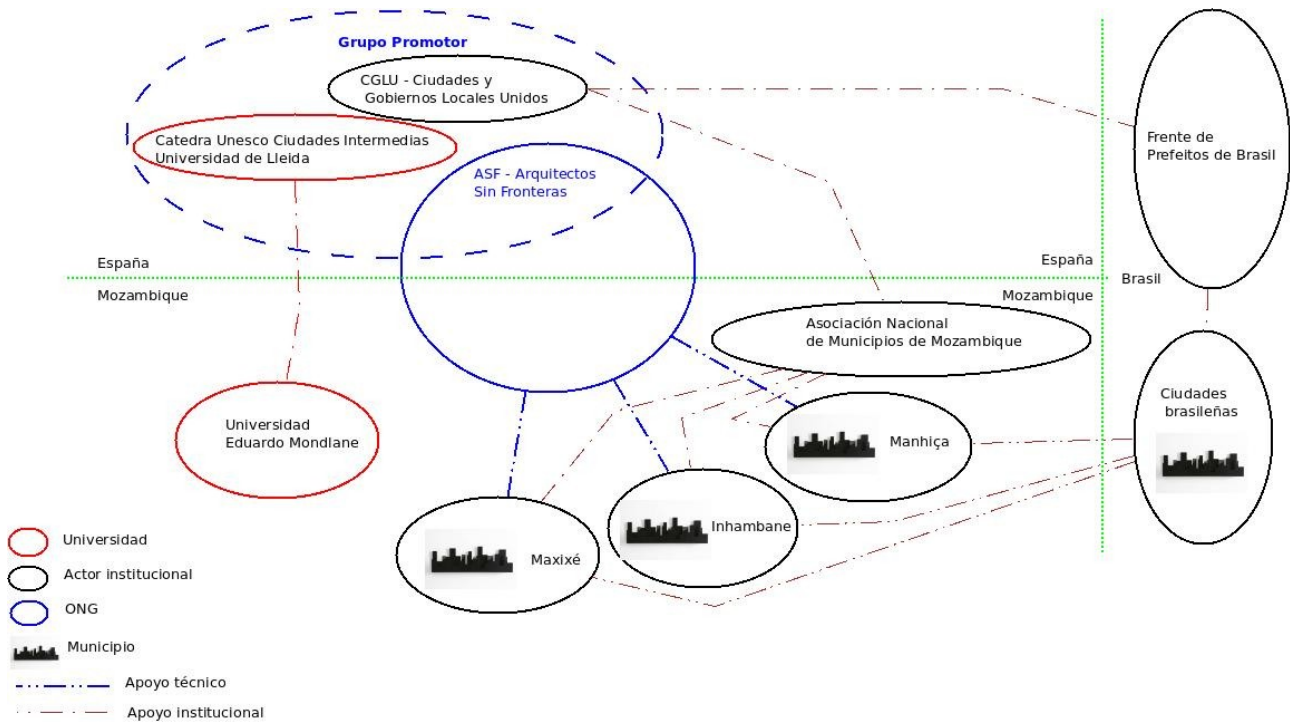 Grupo Promotor
CGLU - Ciudades y
Gobiernos Locales Unidos
Catedra Unesco Ciudades Intermedias
Universidad de Lleida
ASF - Arquitectos
Sin Fronteras
Frente de
Prefeitos de Brasil
España
Mozambique
España
Mozambique
Brasil
Asociación Nacional
de Municipios de Mozambique
Universidad
Eduardo Mondlane
Ciudades
brasileñas
Manhiça
Inhambane
Maxixé
Universidad
Actor institucional
ONG
Municipio
Apoyo técnico
Apoyo institucional